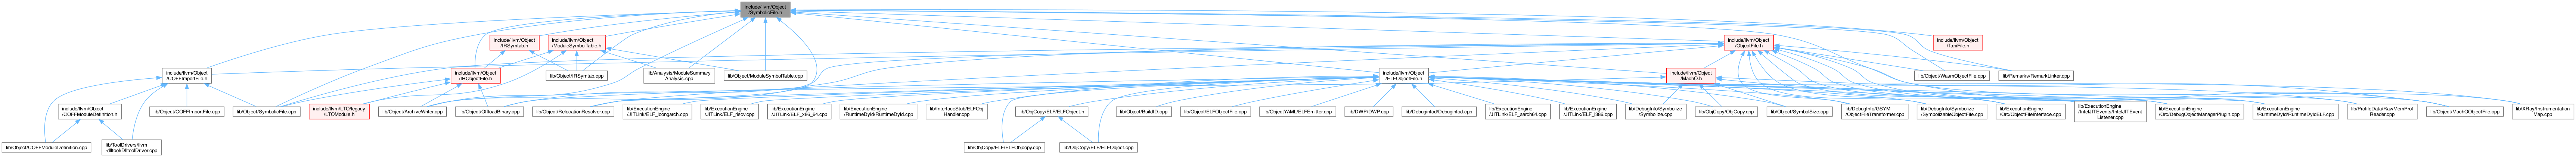 include/llvm/Object
/SymbolicFile.h
include/llvm/Object
/IRSymtab.h
include/llvm/Object
/ModuleSymbolTable.h
include/llvm/Object
/ObjectFile.h
include/llvm/Object
/TapiFile.h
include/llvm/Object
/COFFImportFile.h
include/llvm/Object
/IRObjectFile.h
lib/Object/IRSymtab.cpp
lib/Analysis/ModuleSummary
Analysis.cpp
lib/Object/ModuleSymbolTable.cpp
include/llvm/Object
/ELFObjectFile.h
include/llvm/Object
/MachO.h
lib/Object/WasmObjectFile.cpp
lib/Remarks/RemarkLinker.cpp
include/llvm/Object
/COFFModuleDefinition.h
lib/Object/COFFImportFile.cpp
lib/Object/SymbolicFile.cpp
include/llvm/LTO/legacy
/LTOModule.h
lib/Object/ArchiveWriter.cpp
lib/Object/OffloadBinary.cpp
lib/Object/RelocationResolver.cpp
lib/ExecutionEngine
/JITLink/ELF_loongarch.cpp
lib/ExecutionEngine
/JITLink/ELF_riscv.cpp
lib/ExecutionEngine
/JITLink/ELF_x86_64.cpp
lib/ExecutionEngine
/RuntimeDyld/RuntimeDyld.cpp
lib/InterfaceStub/ELFObj
Handler.cpp
lib/ObjCopy/ELF/ELFObject.h
lib/Object/BuildID.cpp
lib/Object/ELFObjectFile.cpp
lib/ObjectYAML/ELFEmitter.cpp
lib/DWP/DWP.cpp
lib/Debuginfod/Debuginfod.cpp
lib/ExecutionEngine
/JITLink/ELF_aarch64.cpp
lib/ExecutionEngine
/JITLink/ELF_i386.cpp
lib/DebugInfo/Symbolize
/Symbolize.cpp
lib/ObjCopy/ObjCopy.cpp
lib/Object/SymbolSize.cpp
lib/DebugInfo/GSYM
/ObjectFileTransformer.cpp
lib/DebugInfo/Symbolize
/SymbolizableObjectFile.cpp
lib/ExecutionEngine
/Orc/ObjectFileInterface.cpp
lib/ExecutionEngine
/IntelJITEvents/IntelJITEvent
Listener.cpp
lib/ExecutionEngine
/Orc/DebugObjectManagerPlugin.cpp
lib/ExecutionEngine
/RuntimeDyld/RuntimeDyldELF.cpp
lib/ProfileData/RawMemProf
Reader.cpp
lib/Object/MachOObjectFile.cpp
lib/XRay/Instrumentation
Map.cpp
lib/Object/COFFModuleDefinition.cpp
lib/ToolDrivers/llvm
-dlltool/DlltoolDriver.cpp
lib/ObjCopy/ELF/ELFObjcopy.cpp
lib/ObjCopy/ELF/ELFObject.cpp